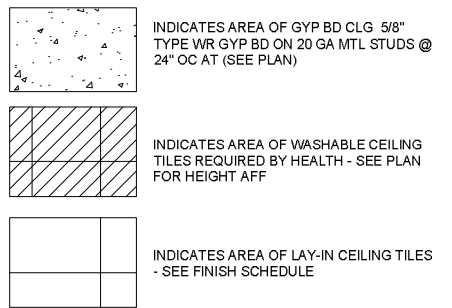 INDICATES AREA OF GYP BD CLG 5/8"
TYPE WR GYP BD ON 20 GA MTL STUDS @
24" OC AT (SEE PLAN)
INDICATES AREA OF WASHABLE CEILING
TILES REQUIRED BY HEALTH - SEE PLAN
FOR HEIGHT AFF
INDICATES AREA OF LAY-IN CEILING TILES
- SEE FINISH SCHEDULE